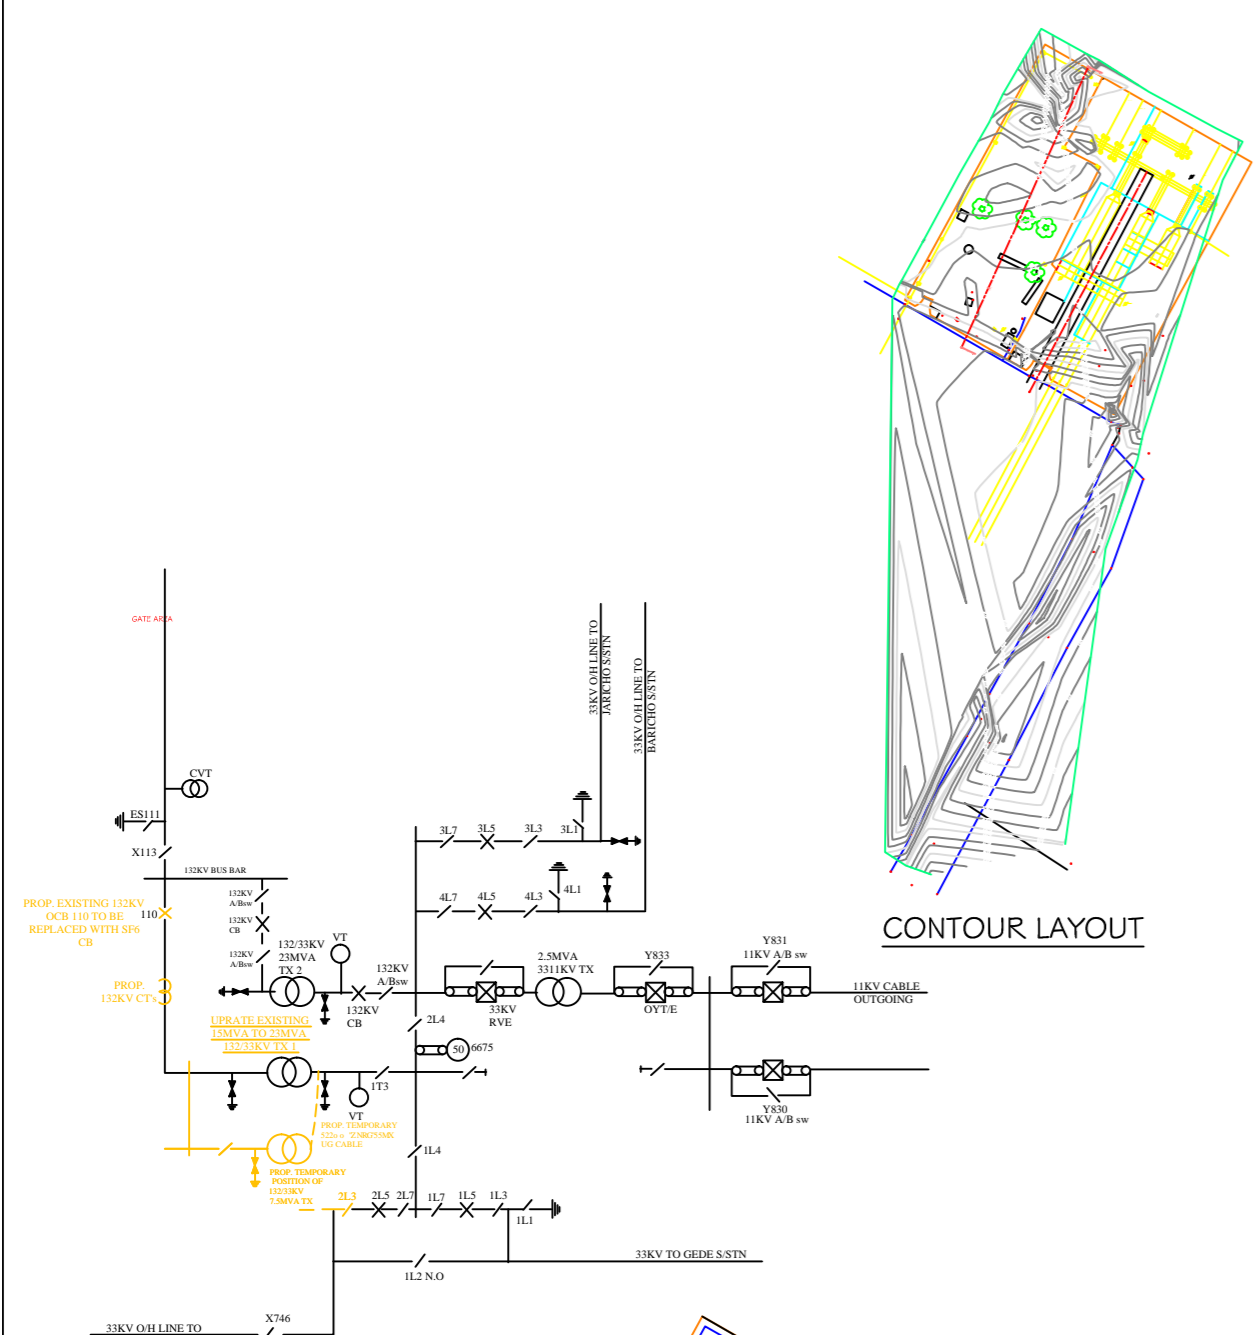 GATE AREA
33KV O/H LINE TO
JARICHO S/STN
33KV O/H LINE TO
BARICHO S/STN
CVT
ES111
X113
132KV BUS BAR
3L7
3L5
3L3
3L1
4L7
4L5
4L3
4L1
PROP. EXISTING 132KV
OCB 110 TO BE
REPLACED WITH SF6
CB
110
132KV
A/Bsw
132KV
CB
132KV
A/Bsw
CONTOUR LAYOUT
132/33KV
23MVA
TX 2
VT
132KV
A/Bsw
132KV
CB
2.5MVA
3311KV TX
Y833
Y831
11KV A/B sw
PROP.
132KV CT's
33KV
RVE
OYT/E
11KV CABLE
OUTGOING
UPRATE EXISTING
15MVA TO 23MVA
132/33KV TX 1
2L4
50
6675
1T3
VT
Y830
11KV A/B sw
PROP. TEMPORARY
UG CABLE
1L4
PROP. TEMPORARY
POSITION OF
132/33KV
7.5MVA TX
2L3
2L5
2L7
1L7
1L5
1L3
1L1
33KV TO GEDE S/STN
1L2 N.O
X746
33KV O/H LINE TO